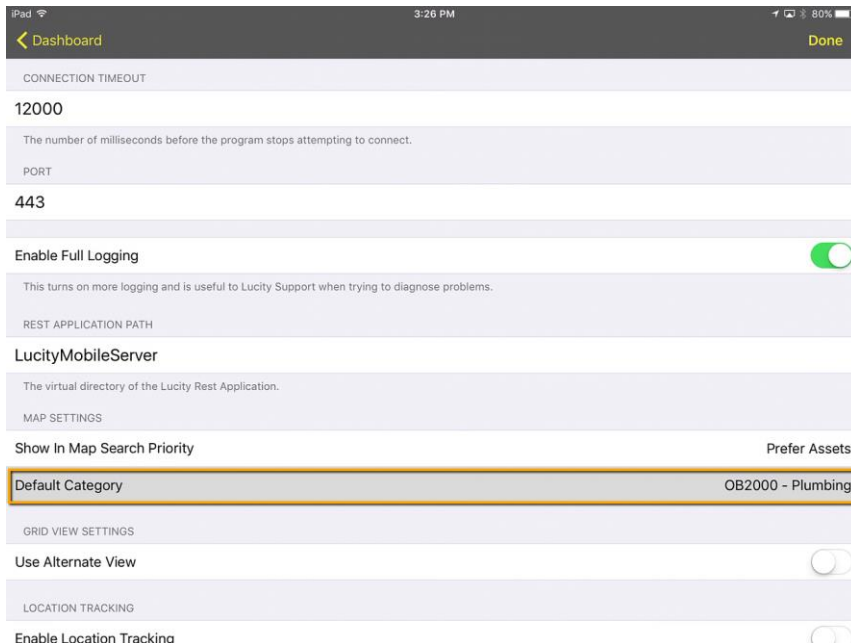 iPad 3:26 PM 80%
Dashboard Done
CONNECTION TIMEOUT
12000
The number of milliseconds before the program stops attempting to connect.
PORT
443
Enable Full Logging
This turns on more logging and is useful to Lucity Support when trying to diagnose problems.
REST APPLICATION PATH
LucityMobileServer
The virtual directory of the Lucity Rest Application.
MAP SETTINGS
Show In Map Search Priority Prefer Assets
Default Category OB2000 - Plumbing
GRID VIEW SETTINGS
Use Alternate View
LOCATION TRACKING
Enable Location Tracking